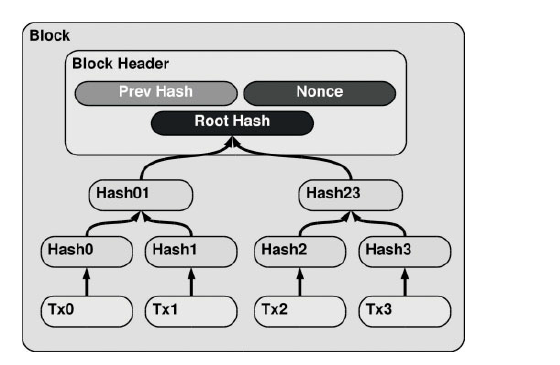 Block
Block Header
Prev Hash
Nonce
Root Hash
Hash01
Hash23
Hash0
Hash1
Hash2
Hash3
Tx0
Tx1
Tx2
Tx3